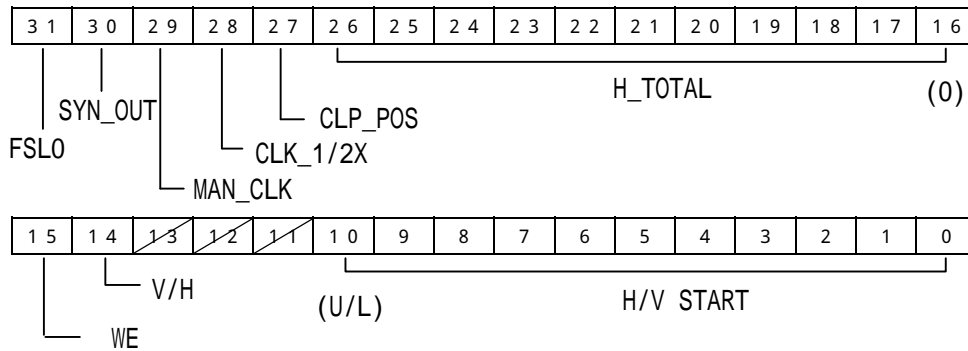 31 30 29 28 27 26 25 24 23 22 21 20 19 18 17 16
H_TOTAL (0)
SYN_OUT
CLP_POS
FSL0
CLK_1/2X
MAN_CLK
15 14 13 12 11 10 9 8 7 6 5 4 3 2 1 0
V/H
(U/L) H/V START
WE